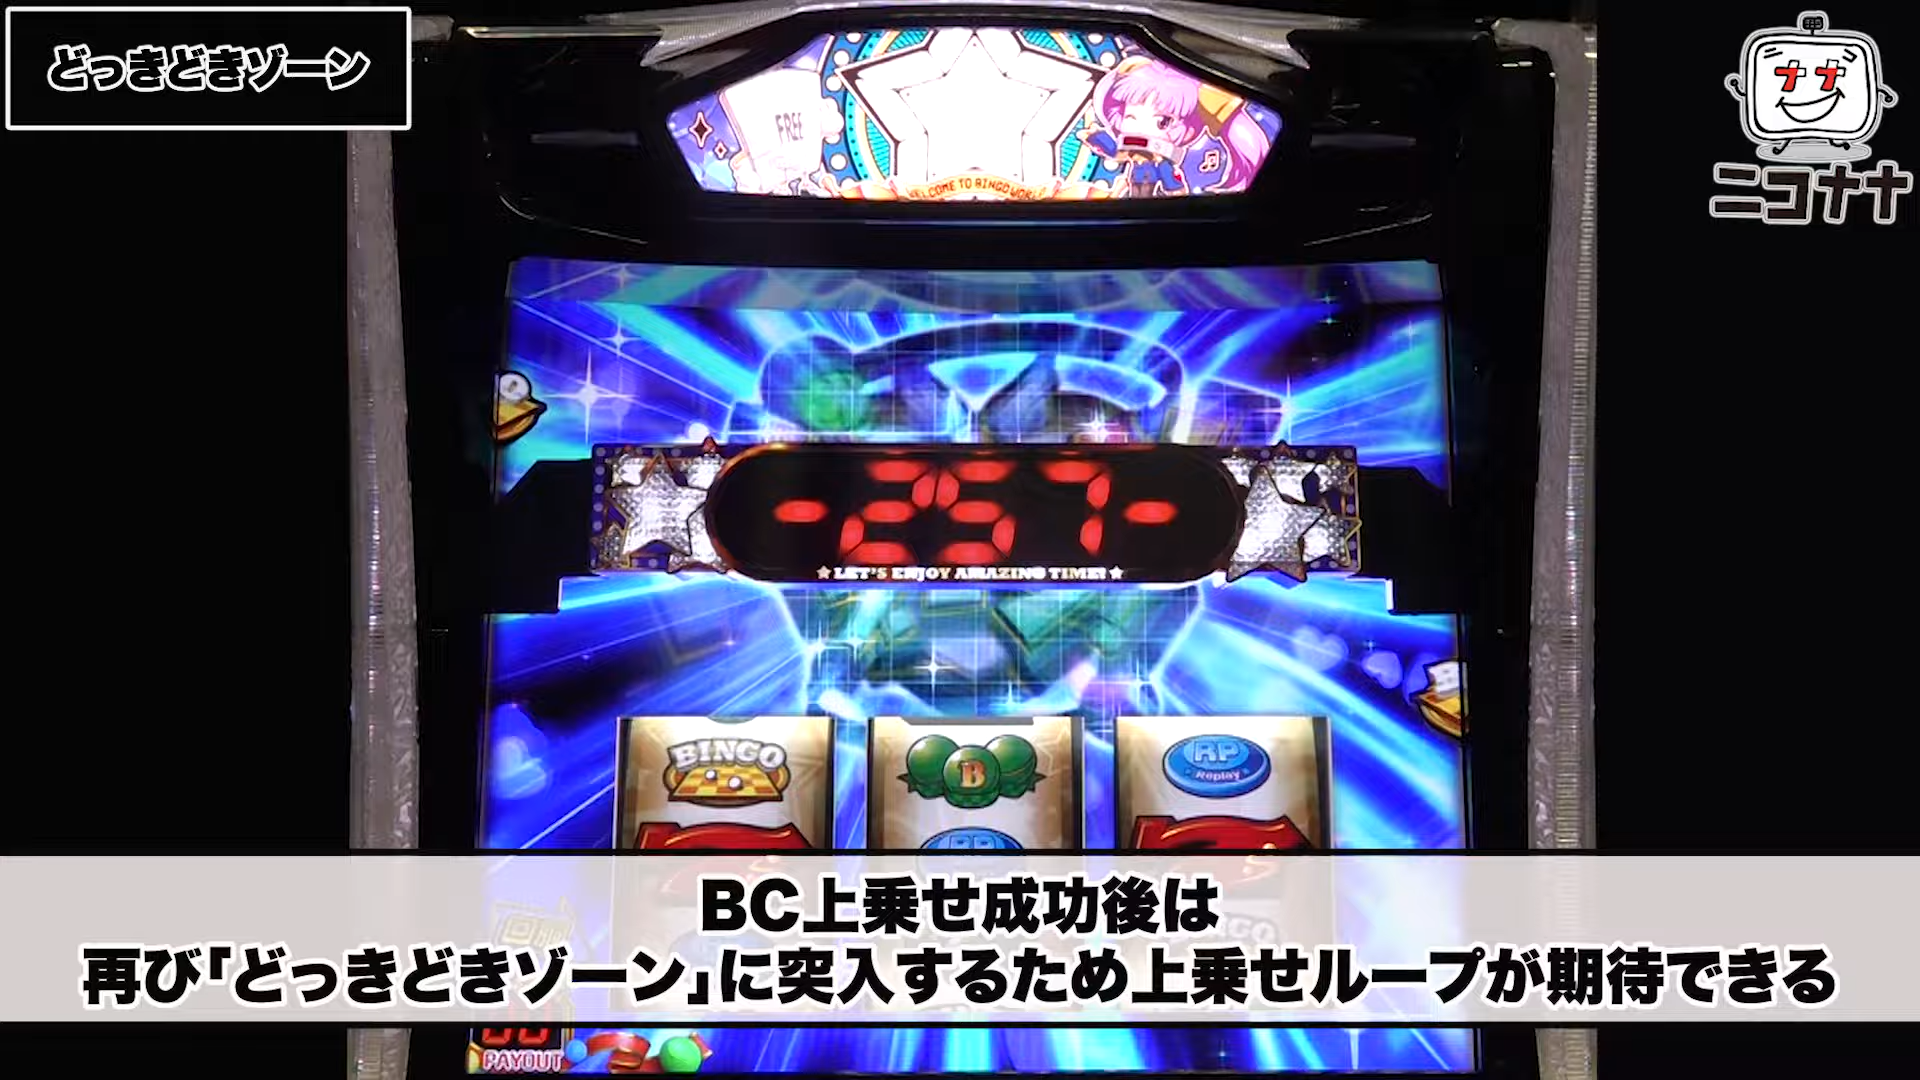 どっきどきゾーン
ナナ
ニコナナ
FREE
WELCOME TO BINGO WORLD
-257-
★LET'S ENJOY AMAZING TIME!★
BINGO
B
RP
Replay
BC上乗せ成功後は
再び「どっきどきゾーン」に突入するため上乗せループが期待できる
PAYOUT